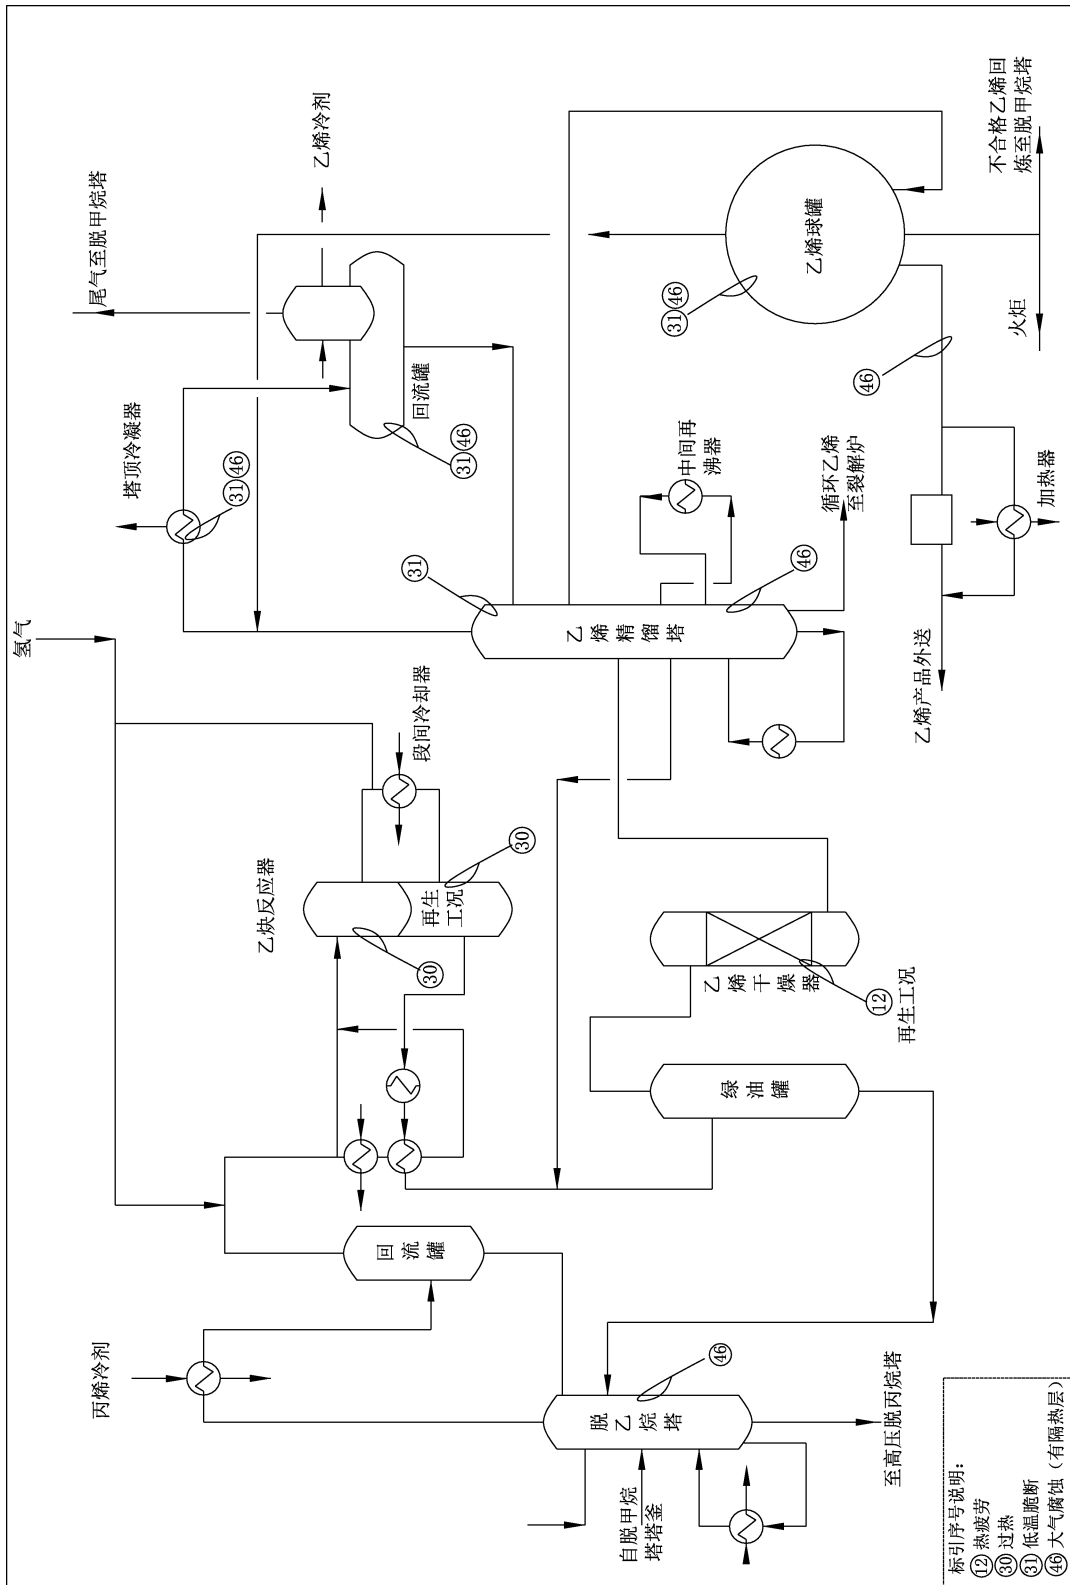 氢气
尾气至脱甲烷塔
乙烯冷剂
塔顶冷凝器
31 46
回流罐
31 46
不合格乙烯回
炼至脱甲烷塔
乙烯球罐
31 46
火炬
46
中间再
沸器
循环乙烯
至裂解炉
加热器
31
乙烯精馏塔
46
乙烯产品外送
段间冷却器
乙炔反应器
再生
工况
30
30
乙烯干燥器
12
再生工况
绿油罐
回流罐
丙烯冷剂
脱乙烷塔
46
自脱甲烷
塔塔釜
至高压脱丙烷塔
标引序号说明：
⑫热疲劳
㉚过热
㉛低温脆断
㊻大气腐蚀（有隔热层）